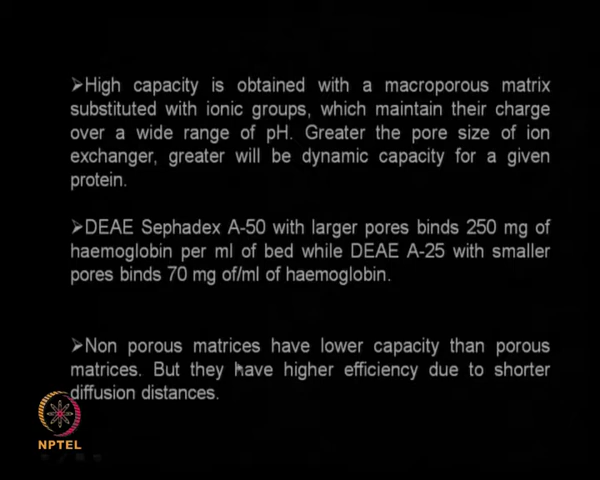 ➢High capacity is obtained with a macroporous matrix
substituted with ionic groups, which maintain their charge
over a wide range of pH. Greater the pore size of ion
exchanger, greater will be dynamic capacity for a given
protein.
➢DEAE Sephadex A-50 with larger pores binds 250 mg of
haemoglobin per ml of bed while DEAE A-25 with smaller
pores binds 70 mg of/ml of haemoglobin.
➢Non porous matrices have lower capacity than porous
matrices. But they have higher efficiency due to shorter
diffusion distances.
NPTEL